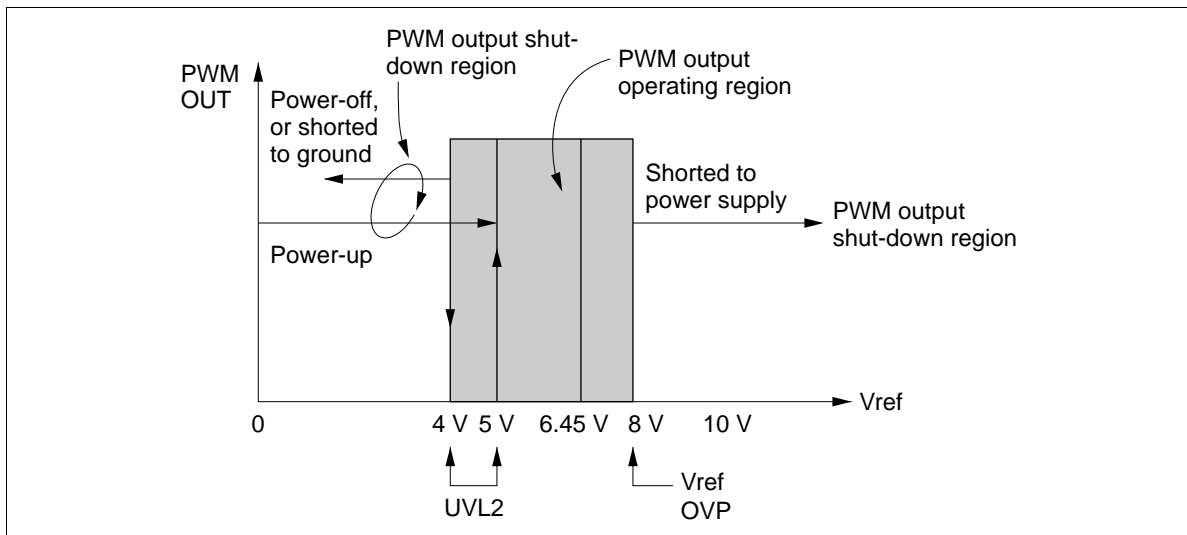 PWM output shut-
down region
PWM output
operating region
PWM
OUT
Power-off,
or shorted
to ground
Shorted to
power supply
PWM output
shut-down region
Power-up
Vref
0
4 V
5 V
6.45 V
8 V
10 V
UVL2
Vref
OVP